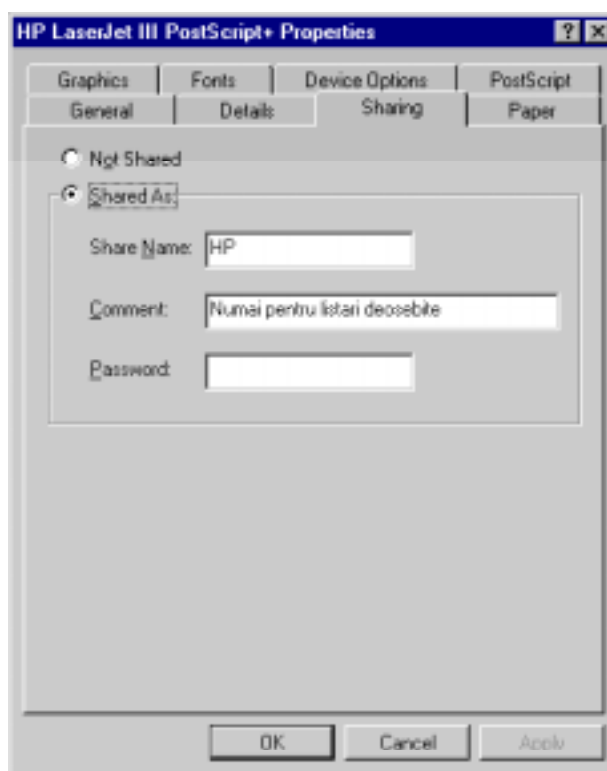 HP LaserJet III PostScript+ Properties
Graphics Fonts Device Options PostScript
General Details Sharing Paper
Not Shared
Shared As:
Share Name: HP
Comment: Numai pentru listari deosebite
Password:
OK Cancel Apply